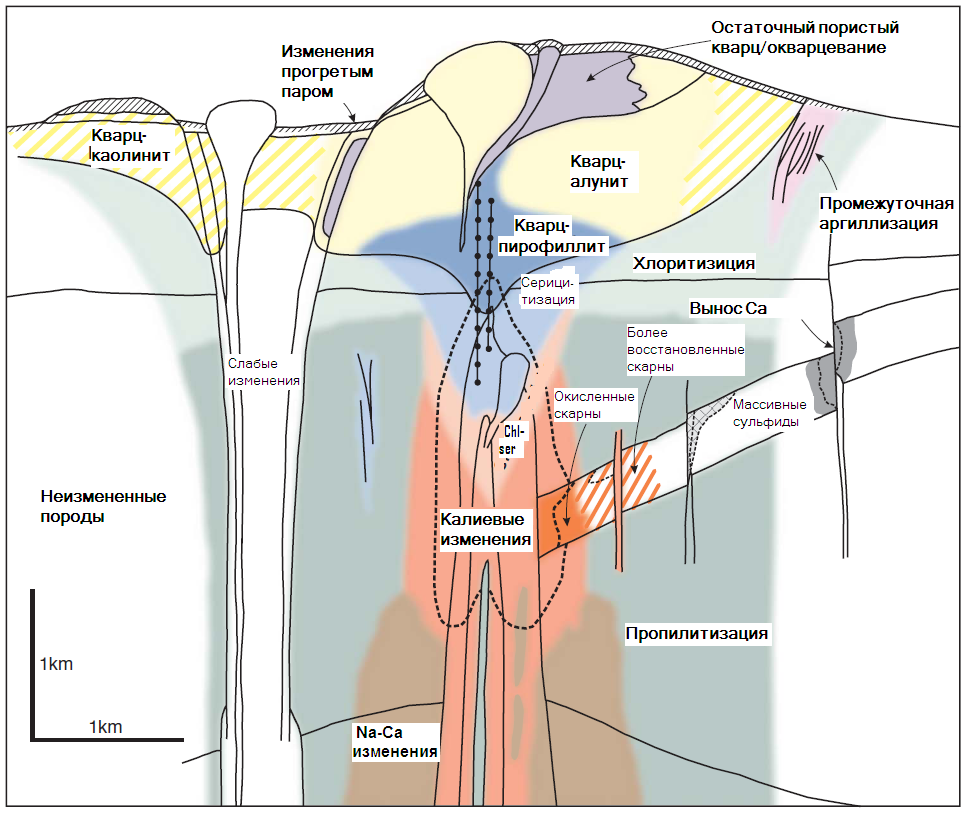 Остаточный пористый
кварц/окварцевание
Изменения
прогретым
паром
Кварц-
каолинит
Кварц-
алунит
Промежуточная
аргиллизация
Кварц-
пирофиллит
Хлоритизиция
Серицити-
тизация
Вынос Ca
Более
восстановленные
скарны
Слабые
изменения
Окисленные
скарны
Массивные
сульфиды
Chl-
ser
Неизмененные
породы
Калиевые
изменения
Пропилитизация
1km
1km
Na-Ca
изменения